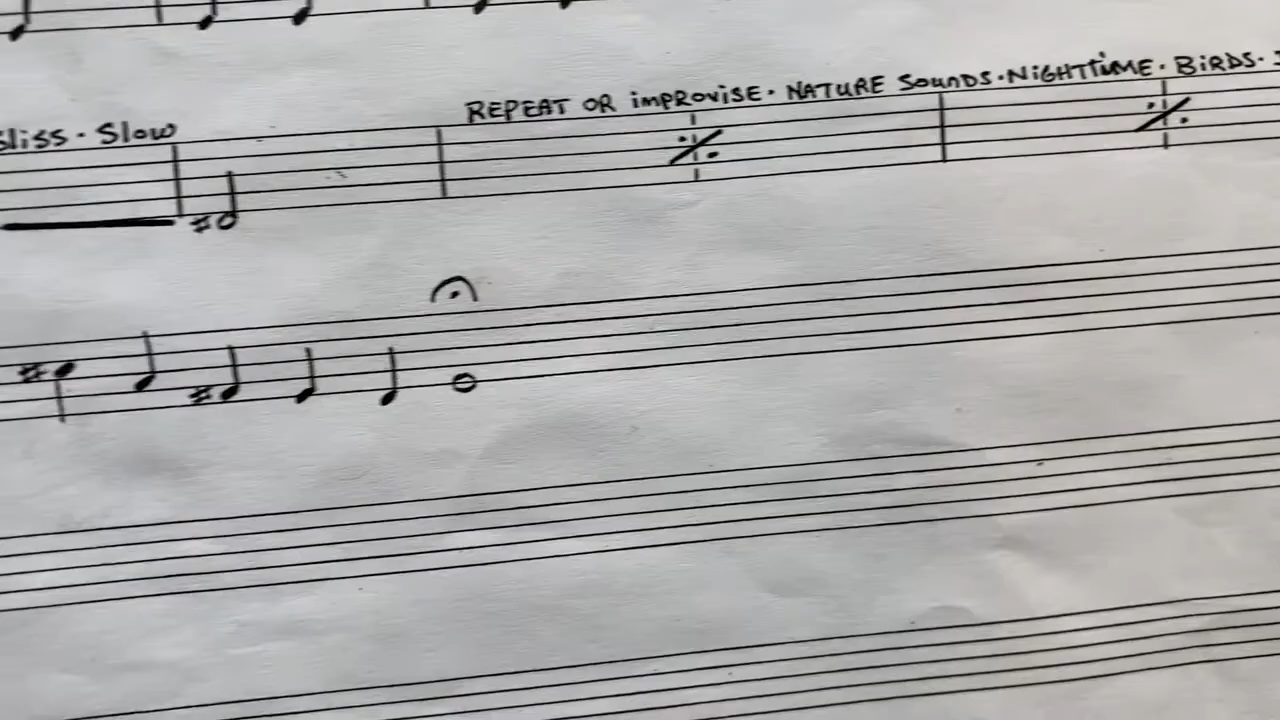 REPEAT OR improvise · NATURE Sounds · NigHTtiME · BiRDS ·
gliss · Slow